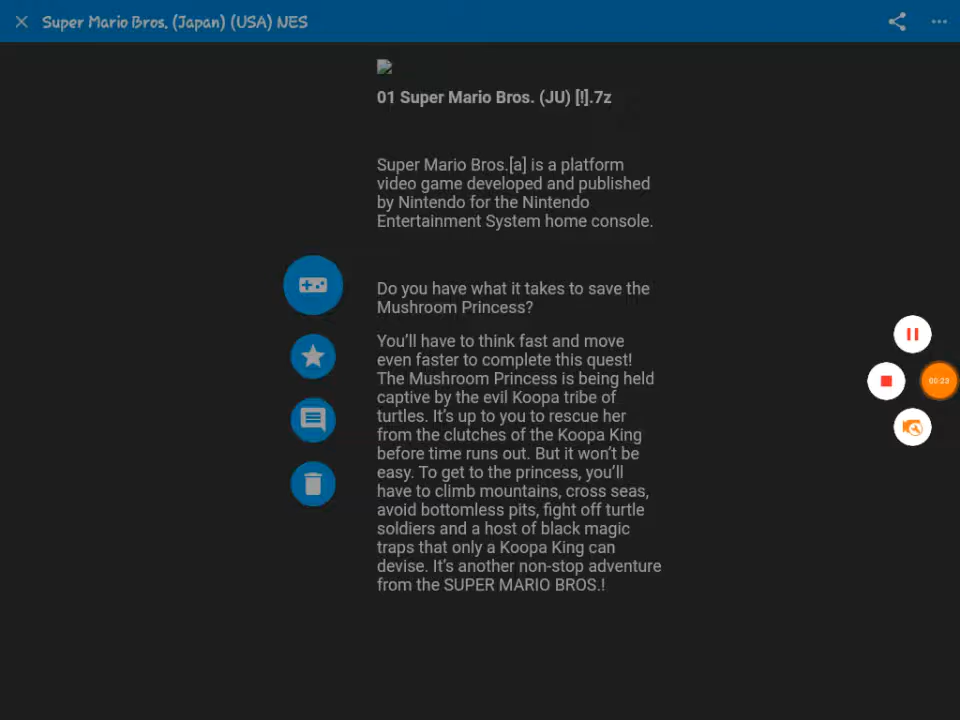 Super Mario Bros. (Japan) (USA) NES
01 Super Mario Bros. (JU) [!].7z
Super Mario Bros.[a] is a platform
video game developed and published
by Nintendo for the Nintendo
Entertainment System home console.
Do you have what it takes to save the
Mushroom Princess?
You’ll have to think fast and move
even faster to complete this quest!
The Mushroom Princess is being held
captive by the evil Koopa tribe of
turtles. It’s up to you to rescue her
from the clutches of the Koopa King
before time runs out. But it won’t be
easy. To get to the princess, you’ll
have to climb mountains, cross seas,
avoid bottomless pits, fight off turtle
soldiers and a host of black magic
traps that only a Koopa King can
devise. It’s another non-stop adventure
from the SUPER MARIO BROS.!
00:23